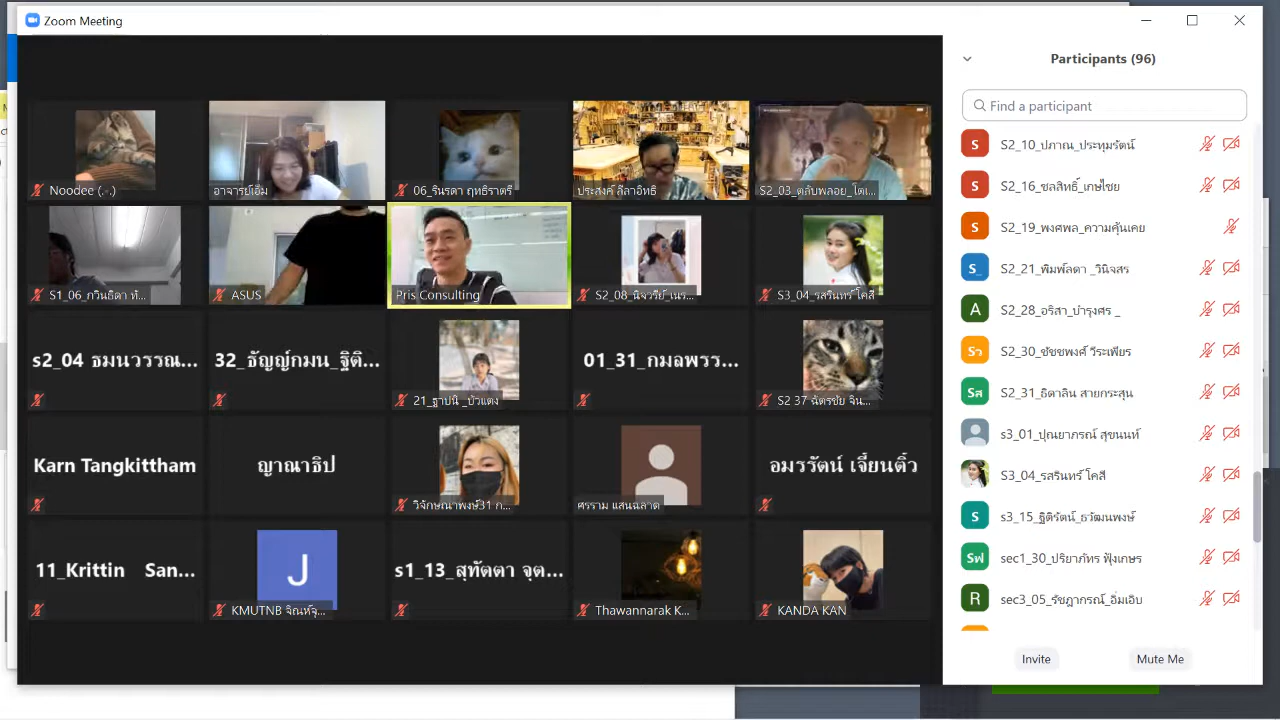 Zoom Meeting
Participants (96)
Find a participant
Noodee (. .)
อาจารย์เอิ้ม
06_รินรดา ฤทธิราตรี
ประสงค์ ลีลาอิทธิ
S2_03_ตลับพลอย_โต...
S1_06_กวินธิดา ทั...
ASUS
Pris Consulting
S2_08_นิจวรีย์_เนร...
S3_04_รสรินทร์ โคสี
s2_04 ธมนวรรณ...
32_ธัญญ์กมน_ฐิติ...
21_ฐาปนี _บัวแดง
01_31_กมลพรร...
S2 37 ฉัตรชัย จิน...
Karn Tangkittham
ญาณาธิป
วิจักษณาพงษ์31 ก...
ศรราม แสนฉลาด
อมรรัตน์ เจี่ยนติ๋ว
11_Krittin San...
J
KMUTNB จิณห์จุ...
s1_13_สุทัตตา จุต...
Thawannarak K...
KANDA KAN
S
S2_10_ปภาณ_ประทุมรัตน์
S
S2_16_ชลสิทธิ์_เกษไชย
S
S2_19_พงศพล_ความคุ้นเคย
S_
S2_21_พิมพ์ลดา _วินิจสร
A
S2_28_อริสา_บำรุงศร _
Sว
S2_30_ชัชชพงศ์ วีระเพียร
Sส
S2_31_ธิดาลิน สายกระสุน
s3_01_ปุณยาภรณ์ สุขนนท์
S3_04_รสรินทร์ โคสี
S
s3_15_ฐิติรัตน์_ธวัฒนพงษ์
Sฟ
sec1_30_ปริยาภัทร ฟุ้งเกษร
R
sec3_05_รัชฎากรณ์_อิ่มเอิบ
Invite
Mute Me